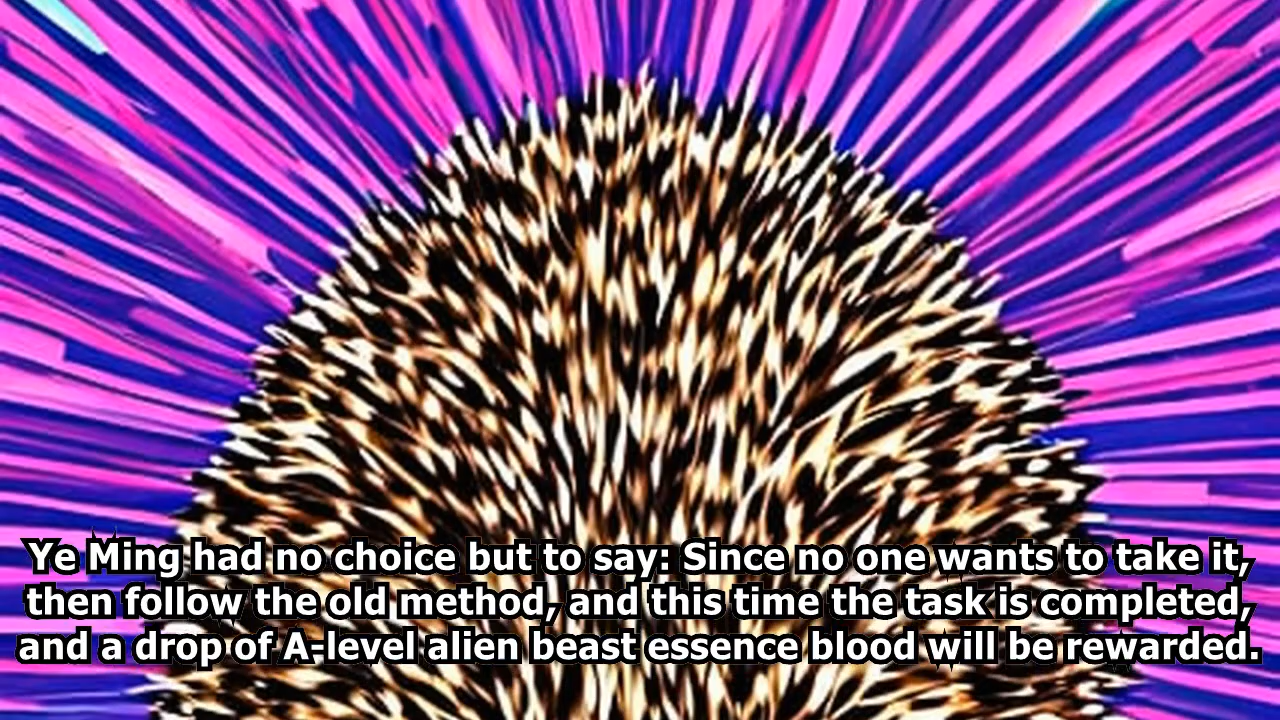 Ye Ming had no choice but to say: Since no one wants to take it,
then follow the old method, and this time the task is completed,
and a drop of A-level alien beast essence blood will be rewarded.